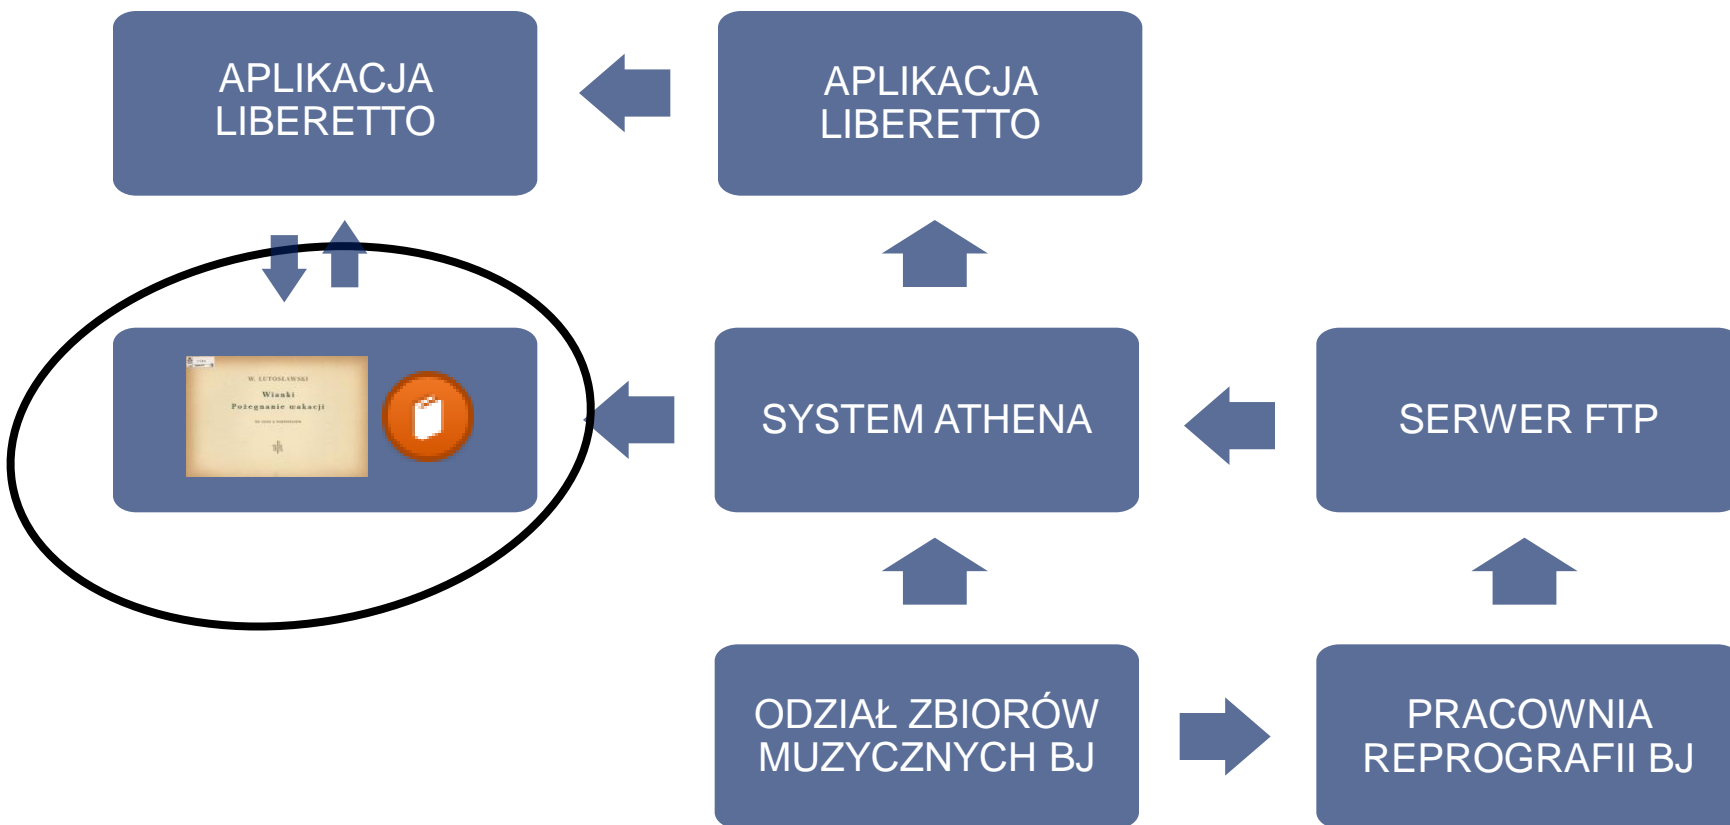 APLIKACJA
LIBERETTO
APLIKACJA
LIBERETTO
W. LUTOSŁAWSKI
Wianki
Pożegnanie wakacji
SYSTEM ATHENA
SERWER FTP
ODZIAŁ ZBIORÓW
MUZYCZNYCH BJ
PRACOWNIA
REPROGRAFII BJ